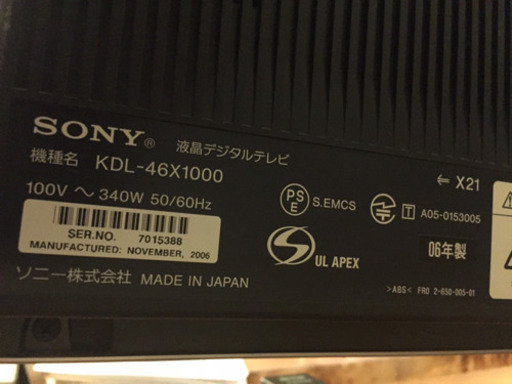 SONY® 液晶デジタルテレビ
機種名 KDL-46X1000
⇐ X21
100V ～ 340W 50/60Hz
PS
E
S.EMCS
T A05-0153005
SER.NO. 7015388
MANUFACTURED: NOVEMBER, 2006
UL APEX
06年製
ソニー株式会社 MADE IN JAPAN
>ABS< FR0 2-650-005-01